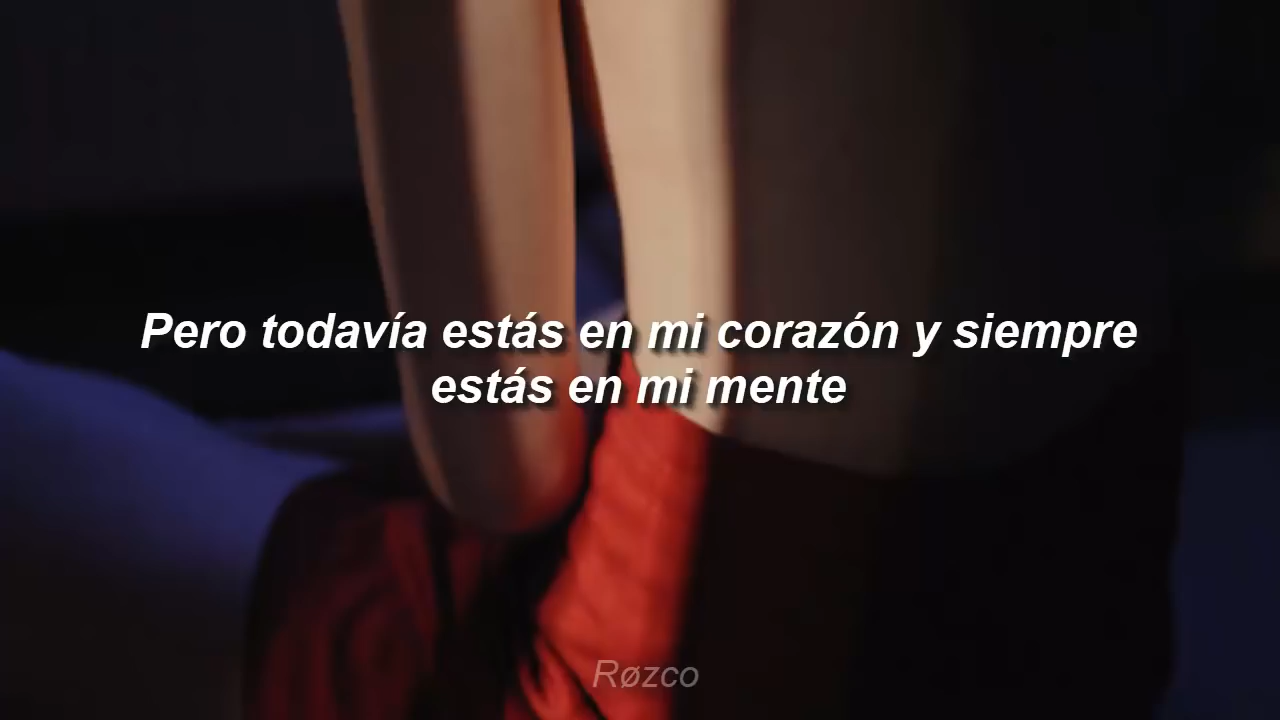 Pero todavía estás en mi corazón y siempre
estás en mi mente
Røzco